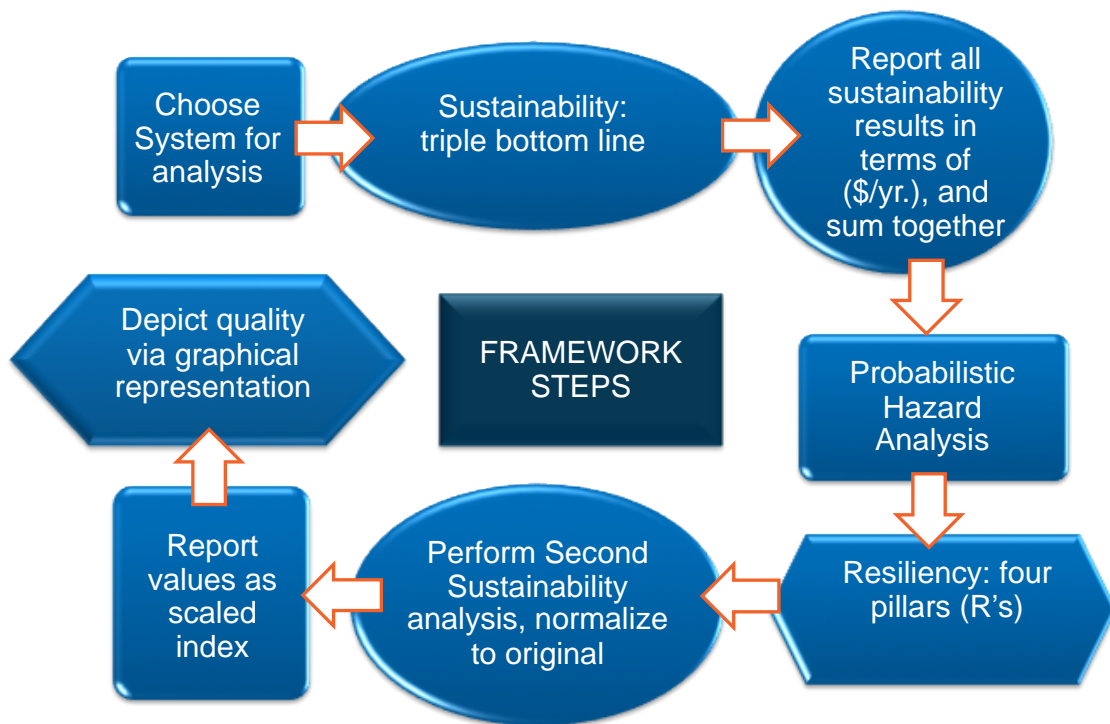 Choose
System for
analysis
Sustainability:
triple bottom line
Report all
sustainability
results in
terms of
($/yr.), and
sum together
Probabilistic
Hazard
Analysis
Resiliency: four
pillars (R's)
Perform Second
Sustainability
analysis, normalize
to original
Report
values as
scaled
index
Depict quality
via graphical
representation
FRAMEWORK
STEPS